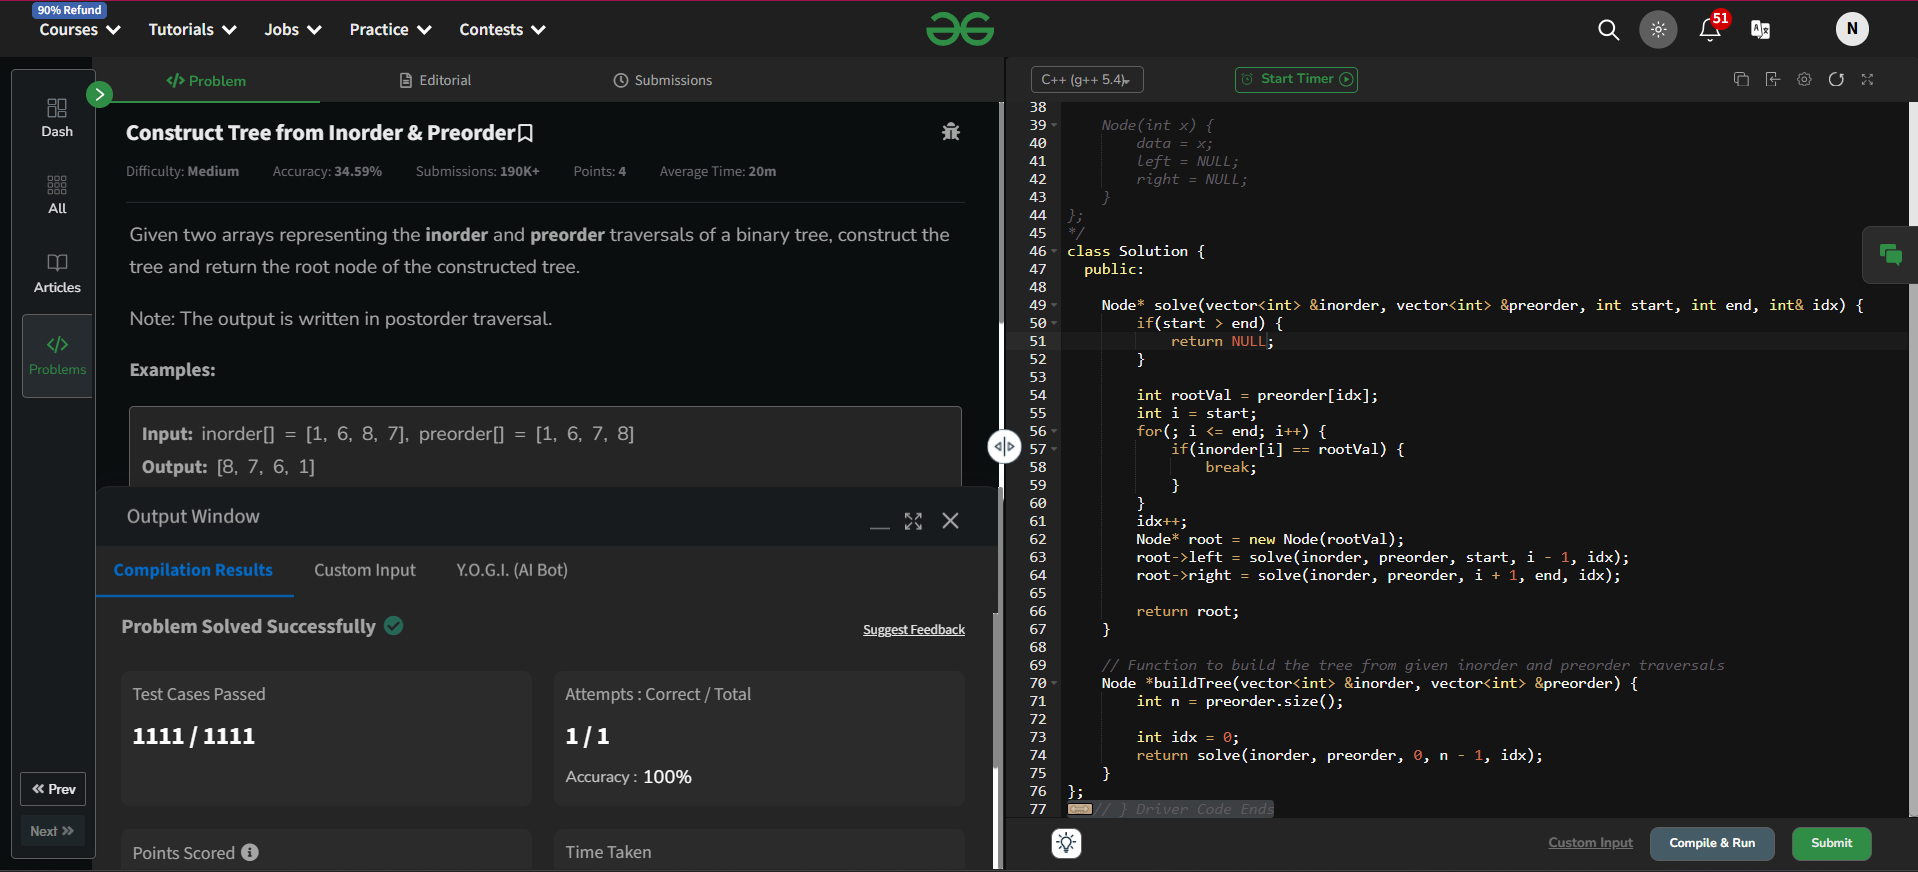 90% Refund
Courses
Tutorials
Jobs
Practice
Contests
51
N
Dash
All
Articles
</>
Problems
Prev
Next
</> Problem
Editorial
Submissions
Construct Tree from Inorder & Preorder
Difficulty: Medium Accuracy: 34.59% Submissions: 190K+ Points: 4 Average Time: 20m
Given two arrays representing the inorder and preorder traversals of a binary tree, construct the
tree and return the root node of the constructed tree.
Note: The output is written in postorder traversal.
Examples:
Input: inorder[] = [1, 6, 8, 7], preorder[] = [1, 6, 7, 8]
Output: [8, 7, 6, 1]
Output Window
Compilation Results
Custom Input
Y.O.G.I. (AI Bot)
Problem Solved Successfully
Suggest Feedback
Test Cases Passed
1111 / 1111
Attempts : Correct / Total
1 / 1
Accuracy : 100%
Points Scored
Time Taken
C++ (g++ 5.4)
Start Timer
38
39 Node(int x) {
40 data = x;
41 left = NULL;
42 right = NULL;
43 }
44 };
45 */
46 class Solution {
47 public:
48
49 Node* solve(vector<int> &inorder, vector<int> &preorder, int start, int end, int& idx) {
50 if(start > end) {
51 return NULL;
52 }
53
54 int rootVal = preorder[idx];
55 int i = start;
56 for(; i <= end; i++) {
57 if(inorder[i] == rootVal) {
58 break;
59 }
60 }
61 idx++;
62 Node* root = new Node(rootVal);
63 root->left = solve(inorder, preorder, start, i - 1, idx);
64 root->right = solve(inorder, preorder, i + 1, end, idx);
65
66 return root;
67 }
68
69 // Function to build the tree from given inorder and preorder traversals
70 Node *buildTree(vector<int> &inorder, vector<int> &preorder) {
71 int n = preorder.size();
72
73 int idx = 0;
74 return solve(inorder, preorder, 0, n - 1, idx);
75 }
76 };
77 // } Driver Code Ends
Custom Input
Compile & Run
Submit